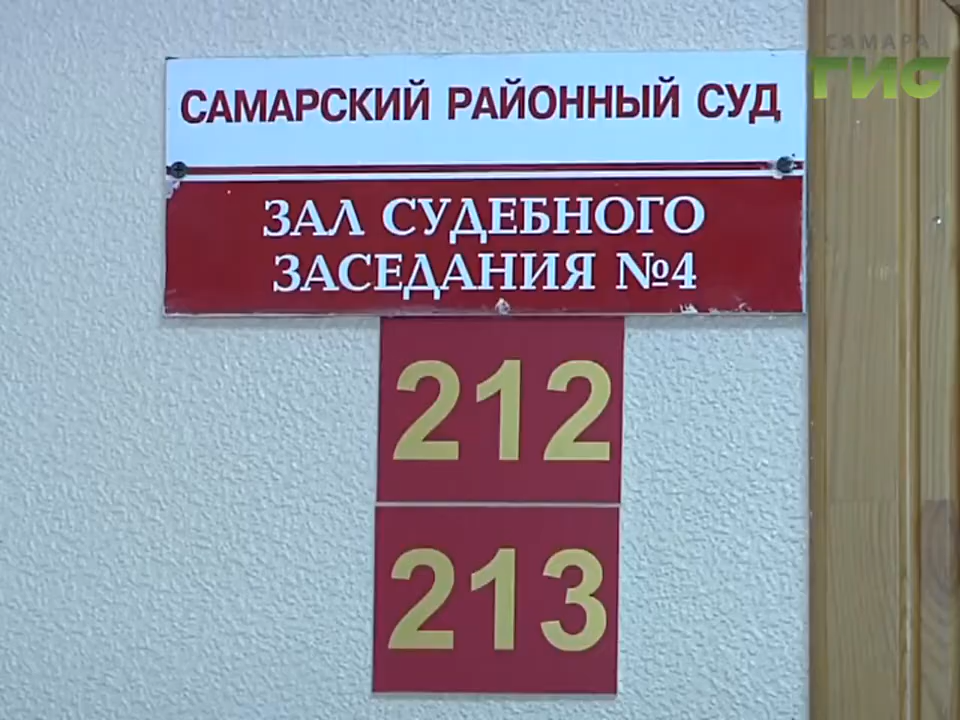 САМАРА
ГИС
САМАРСКИЙ РАЙОННЫЙ СУД
ЗАЛ СУДЕБНОГО
ЗАСЕДАНИЯ №4
212
213